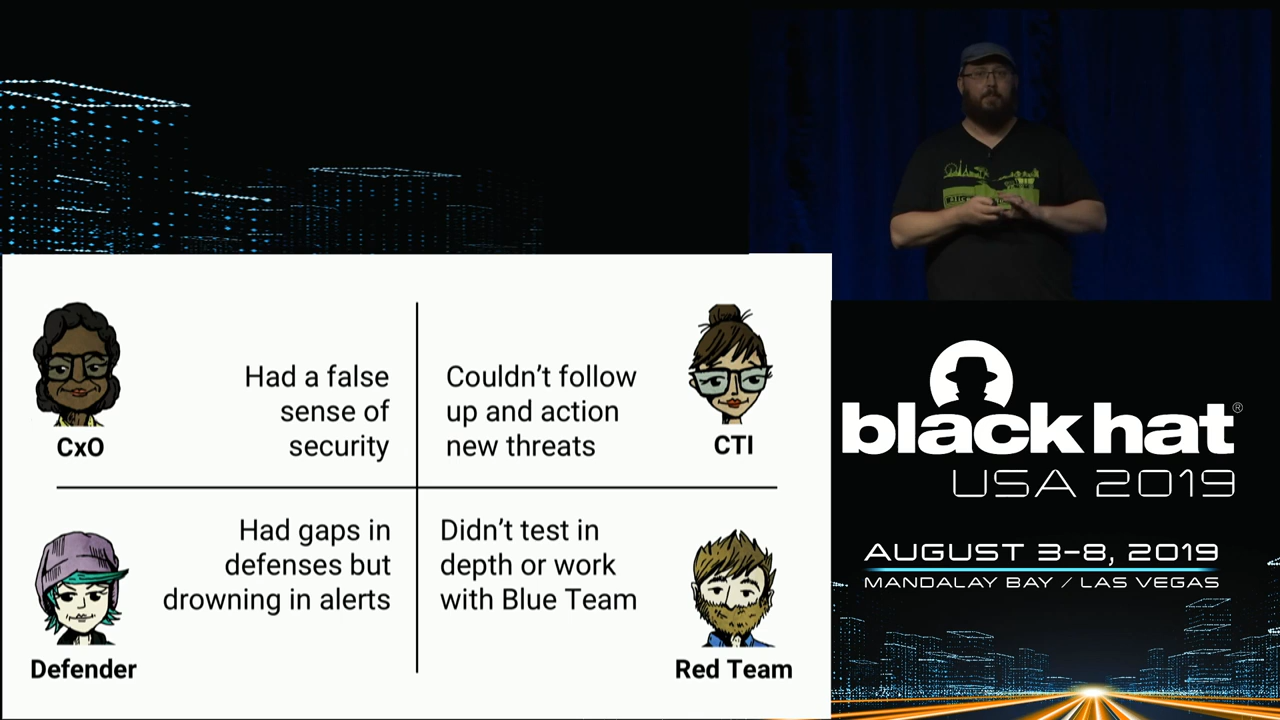 Had a false
sense of
security
CxO
Couldn't follow
up and action
new threats
CTI
Had gaps in
defenses but
drowning in alerts
Defender
Didn't test in
depth or work
with Blue Team
Red Team
black hat®
USA 2019
AUGUST 3-8, 2019
MANDALAY BAY / LAS VEGAS